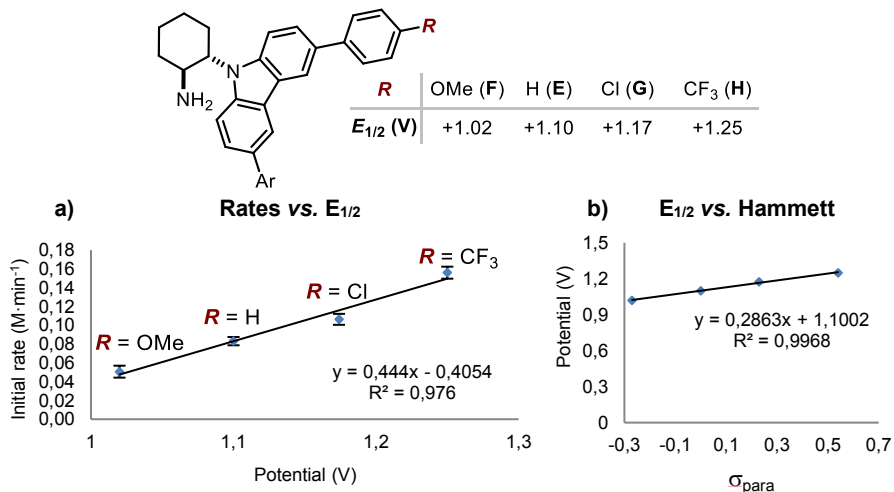 R
N
NH₂
Ar
R OMe (F) H (E) Cl (G) CF₃ (H)
E₁/₂ (V) +1.02 +1.10 +1.17 +1.25
a) Rates vs. E₁/₂
0,18
0,16
0,14
0,12
0,10
0,08
0,06
0,04
0,02
0,00
Initial rate (M·min⁻¹)
R = OMe
R = H
R = Cl
R = CF₃
y = 0,444x - 0,4054
R² = 0,976
1 1,1 1,2 1,3
Potential (V)
b) E₁/₂ vs. Hammett
1,5
1,2
0,9
0,6
0,3
0
Potential (V)
y = 0,2863x + 1,1002
R² = 0,9968
-0,3 -0,1 0,1 0,3 0,5 0,7
σpara